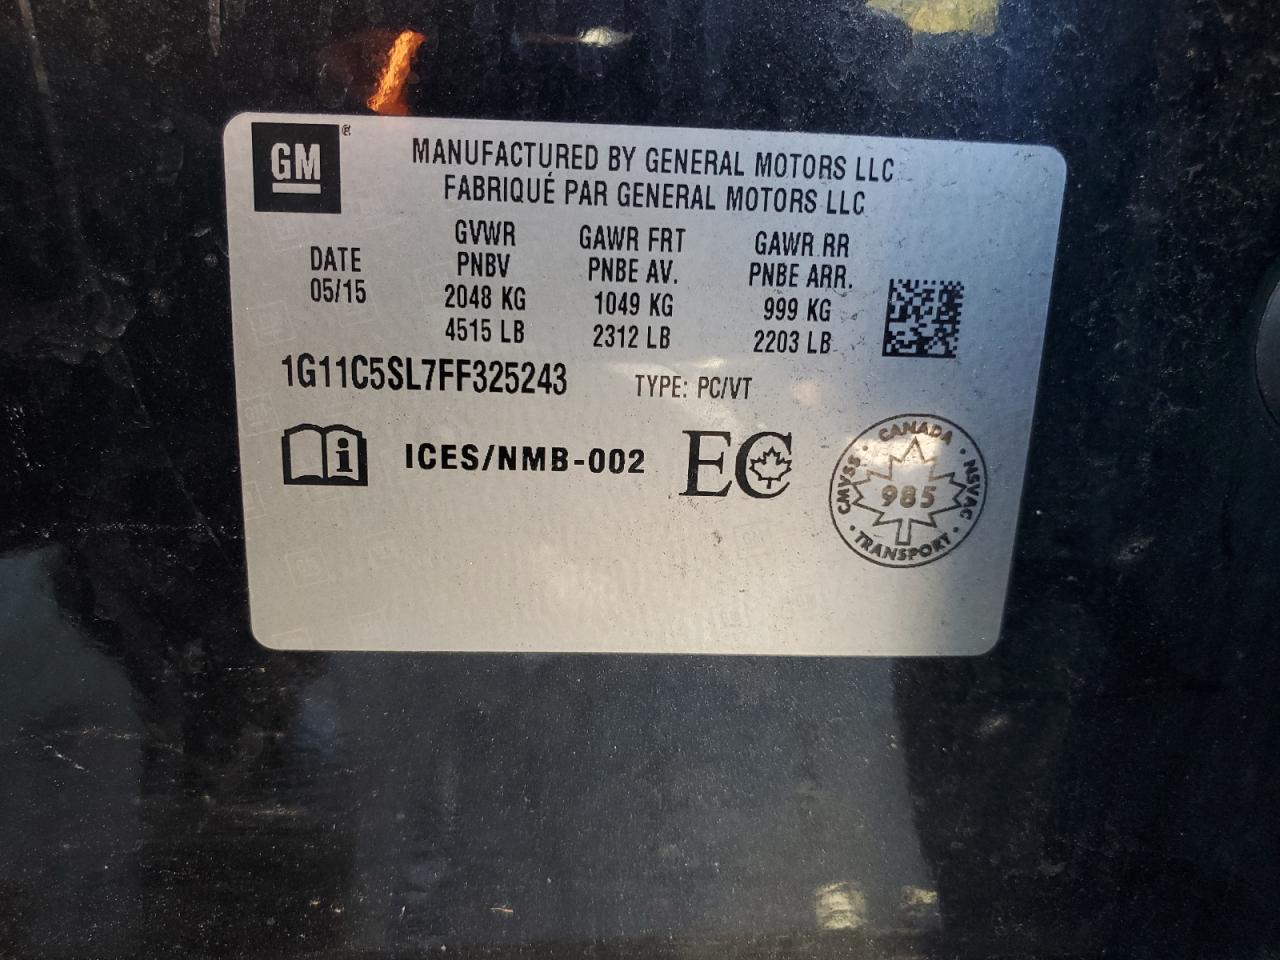 GM ®
MANUFACTURED BY GENERAL MOTORS LLC
FABRIQUÉ PAR GENERAL MOTORS LLC
DATE
05/15
GVWR
PNBV
2048 KG
4515 LB
GAWR FRT
PNBE AV.
1049 KG
2312 LB
GAWR RR
PNBE ARR.
999 KG
2203 LB
1G11C5SL7FF325243
TYPE: PC/VT
i
ICES/NMB-002
EC
CANADA
CMVSS
985
NSVAC
TRANSPORT